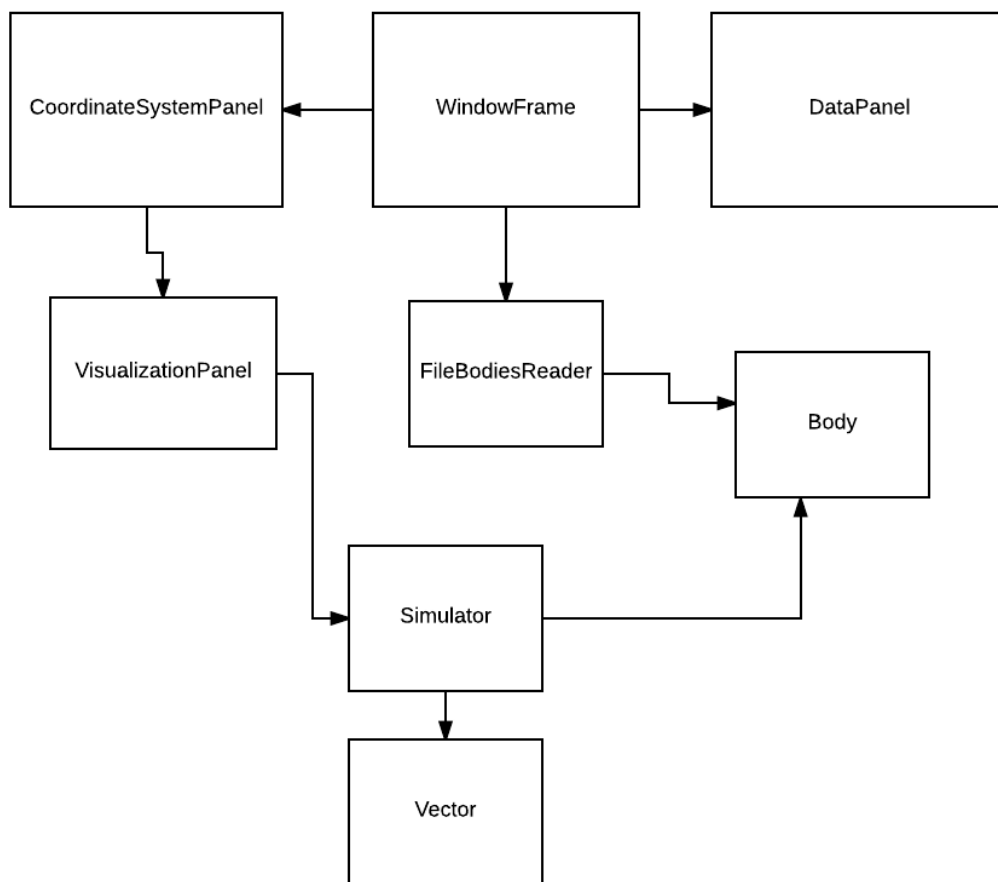 CoordinateSystemPanel
WindowFrame
DataPanel
VisualizationPanel
FileBodiesReader
Body
Simulator
Vector